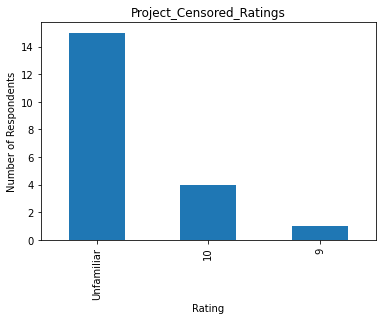 Project_Censored_Ratings
Number of Respondents
14
12
10
8
6
4
2
0
Unfamiliar
10
9
Rating